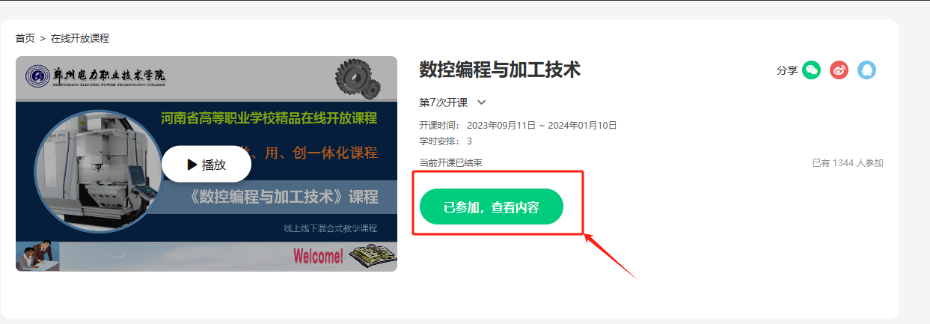 首页 > 在线开放课程
郑州电力职业技术学院
ZHENGZHOU ELECTRIC POWER TECHNOLOGY COLLEGE
河南省高等职业学校精品在线开放课程
、用、创一体化课程
播放
《数控编程与加工技术》课程
线上线下混合式教学课程
Welcome!
数控编程与加工技术
分享
第7次开课
开课时间： 2023年09月11日 ~ 2024年01月10日
学时安排： 3
当前开课已结束
已有 1344 人参加
已参加，查看内容